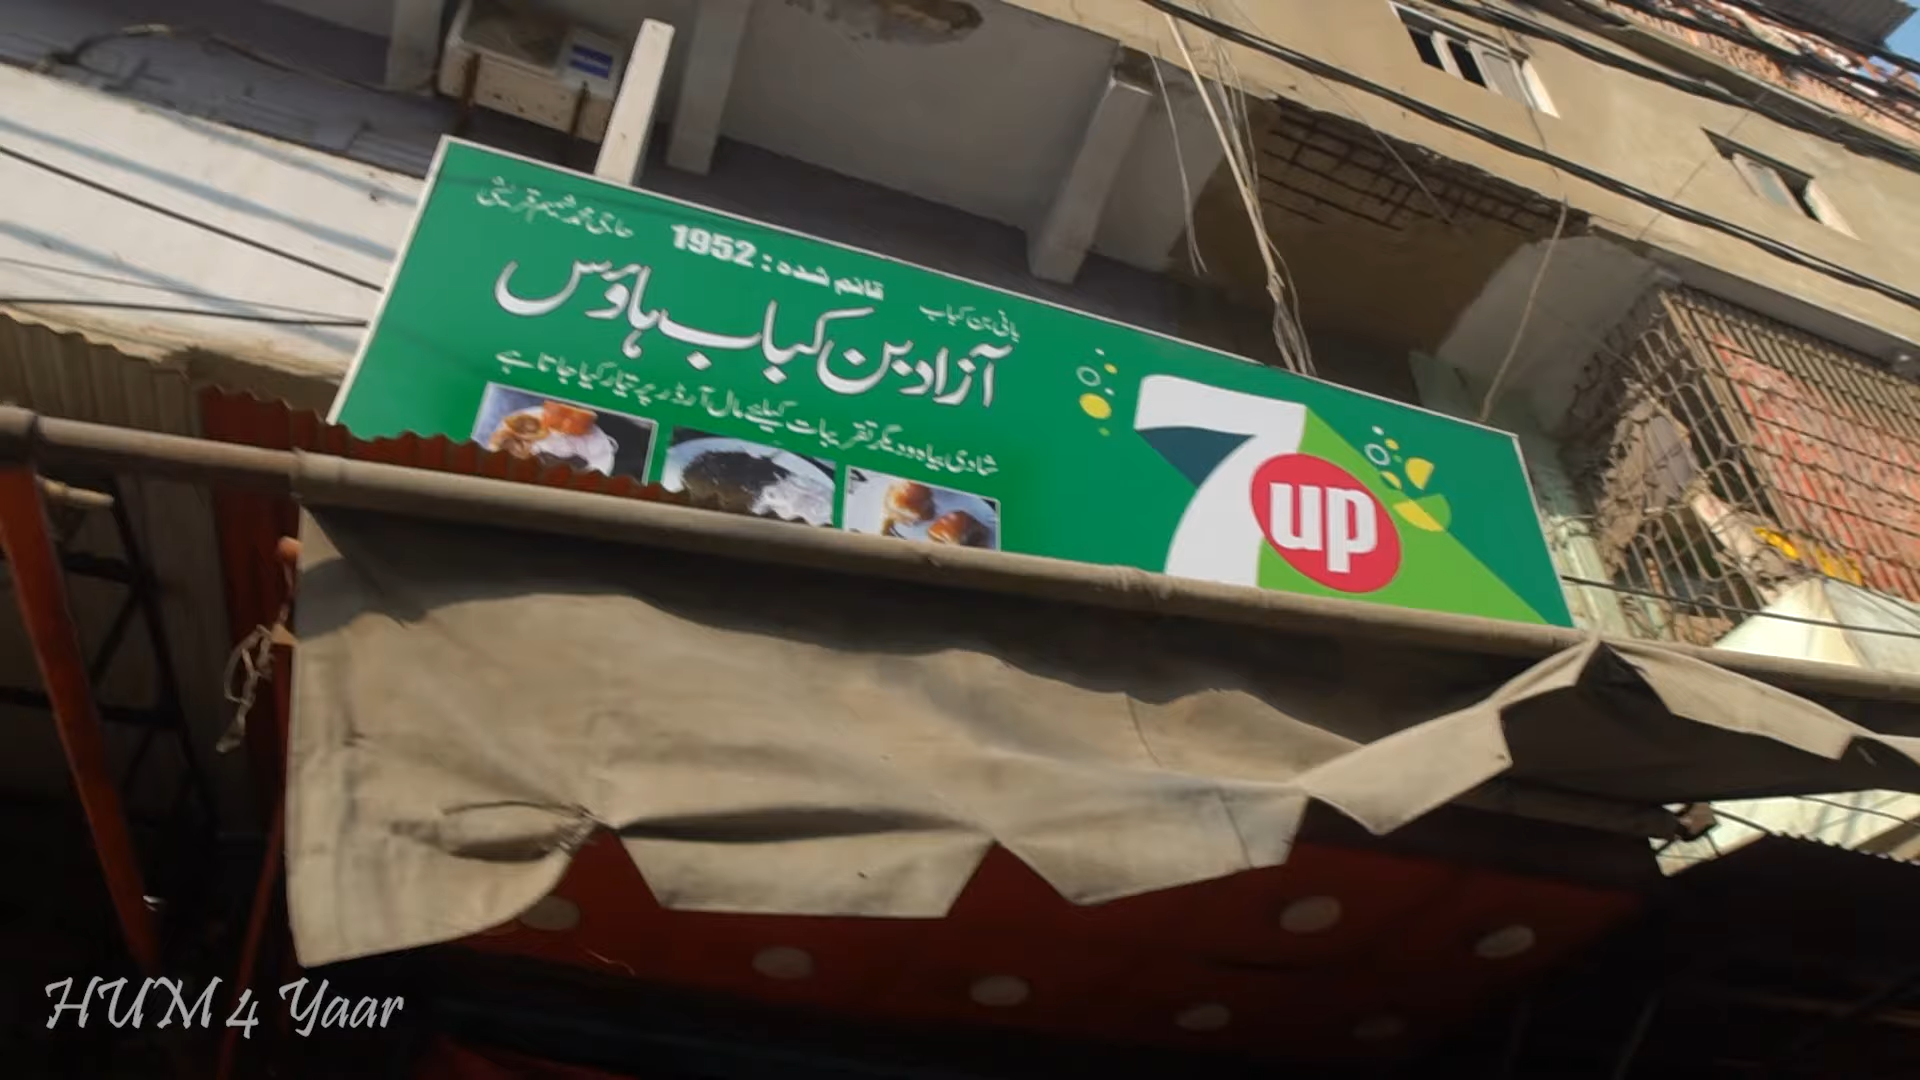 حاجی محمد شمیم قریشی
قائم شدہ : 1952
بانی بن کباب
آزاد بن کباب ہاؤس
شادی بیاہ و دیگر تقریبات کیلئے مال آرڈر پر تیار کیا جاتا ہے
7up
HUM 4 Yaar